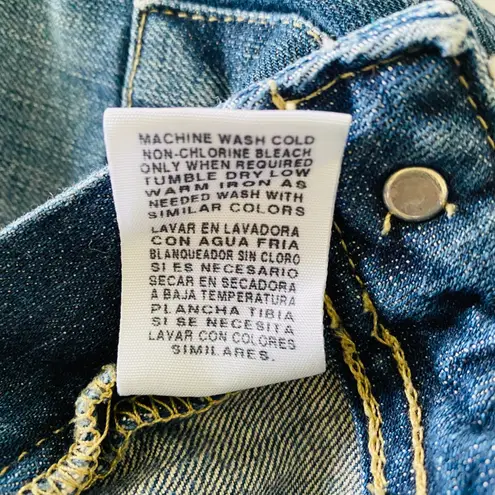 MACHINE WASH COLD
NON-CHLORINE BLEACH
ONLY WHEN REQUIRED
TUMBLE DRY LOW
WARM IRON AS
NEEDED WASH WITH
SIMILAR COLORS
LAVAR EN LAVADORA
CON AGUA FRIA
BLANQUEADOR SIN CLORO
SI ES NECESARIO
SECAR EN SECADORA
A BAJA TEMPERATURA
PLANCHA TIBIA
SI SE NECESITA
LAVAR CON COLORES
SIMILARES.